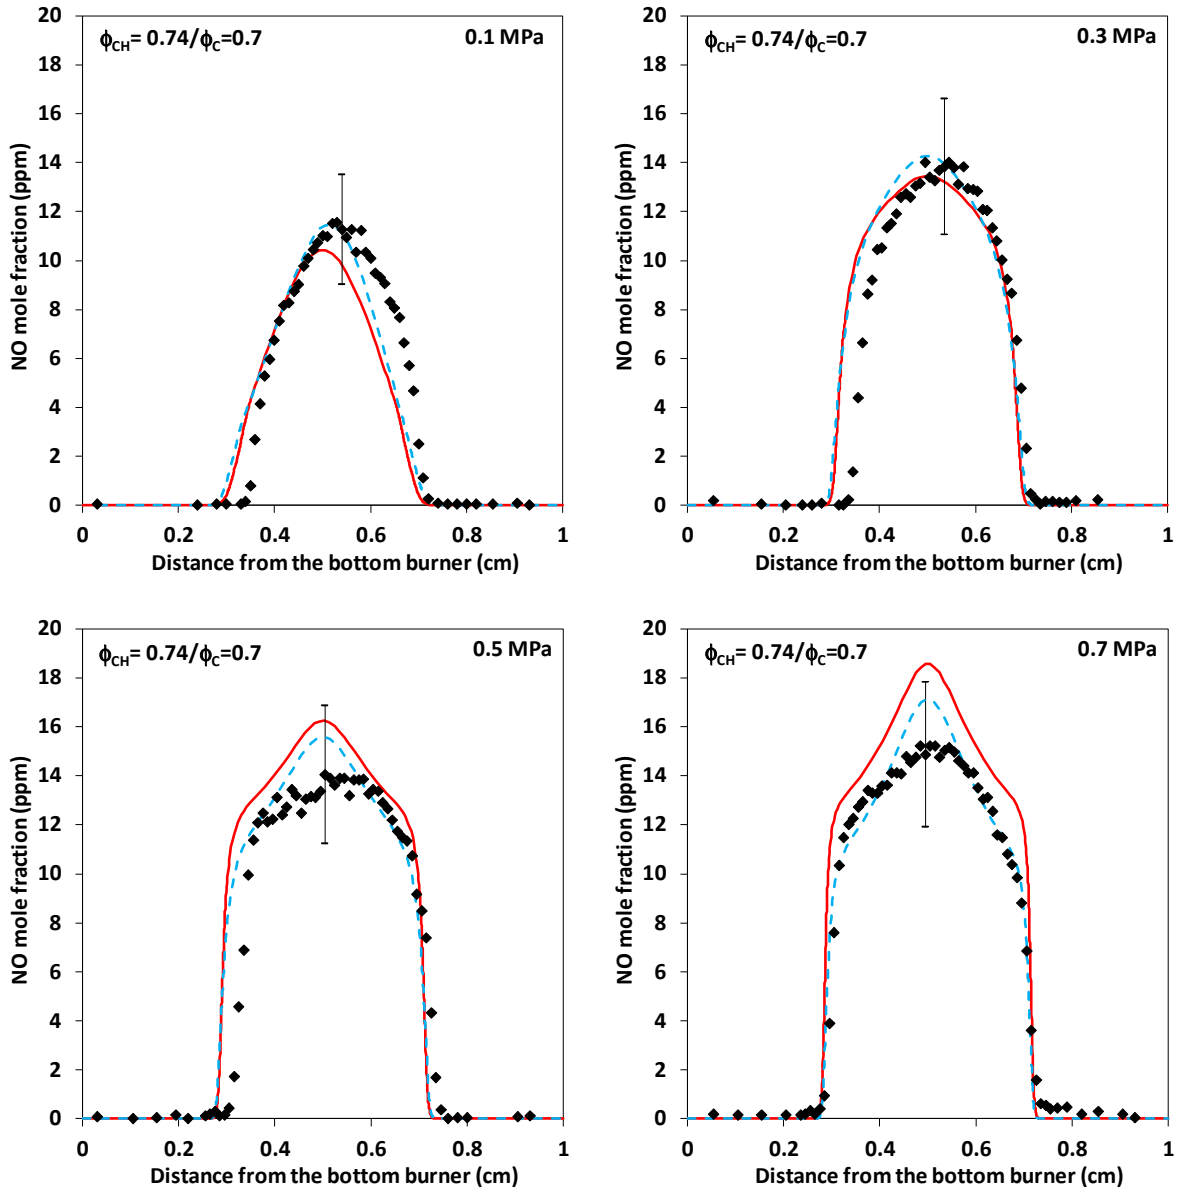 ϕCH= 0.74/ϕC=0.7 0.1 MPa
NO mole fraction (ppm)
20
18
16
14
12
10
8
6
4
2
0
0 0.2 0.4 0.6 0.8 1
Distance from the bottom burner (cm)
ϕCH= 0.74/ϕC=0.7 0.3 MPa
NO mole fraction (ppm)
20
18
16
14
12
10
8
6
4
2
0
0 0.2 0.4 0.6 0.8 1
Distance from the bottom burner (cm)
ϕCH= 0.74/ϕC=0.7 0.5 MPa
NO mole fraction (ppm)
20
18
16
14
12
10
8
6
4
2
0
0 0.2 0.4 0.6 0.8 1
Distance from the bottom burner (cm)
ϕCH= 0.74/ϕC=0.7 0.7 MPa
NO mole fraction (ppm)
20
18
16
14
12
10
8
6
4
2
0
0 0.2 0.4 0.6 0.8 1
Distance from the bottom burner (cm)